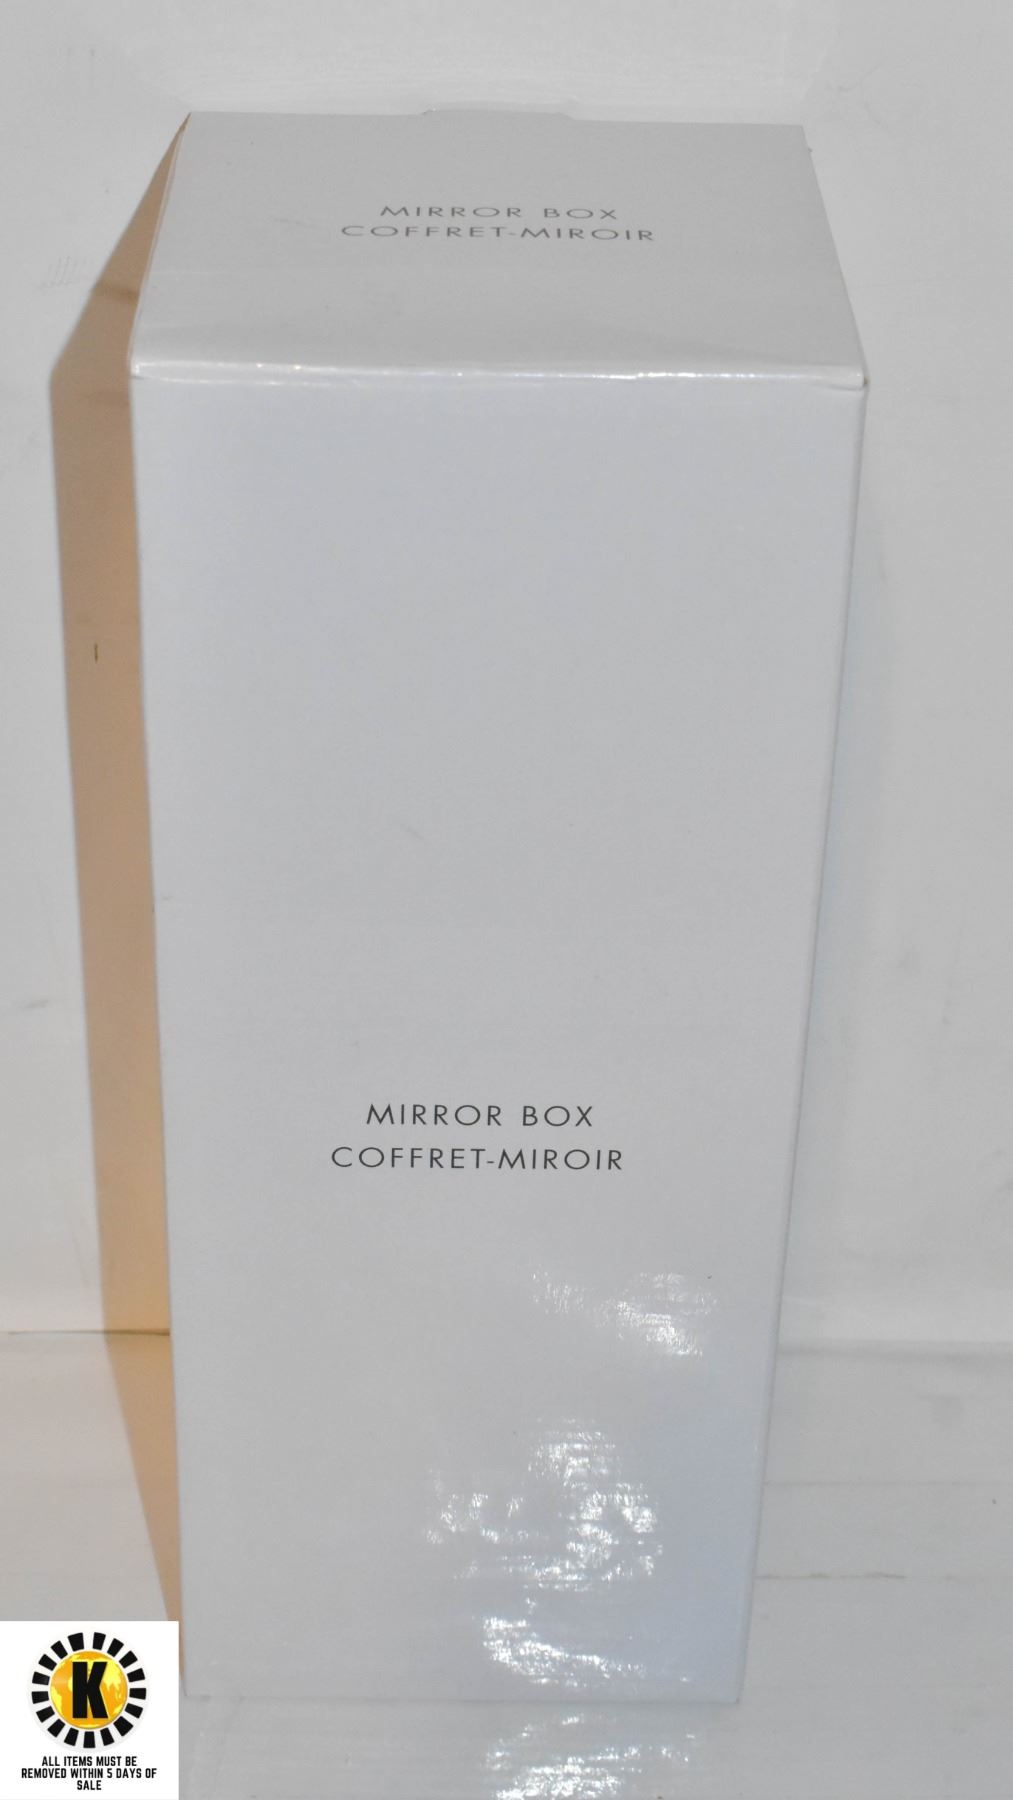 MIRROR BOX
COFFRET-MIROIR
MIRROR BOX
COFFRET-MIROIR
K
ALL ITEMS MUST BE
REMOVED WITHIN 5 DAYS OF
SALE